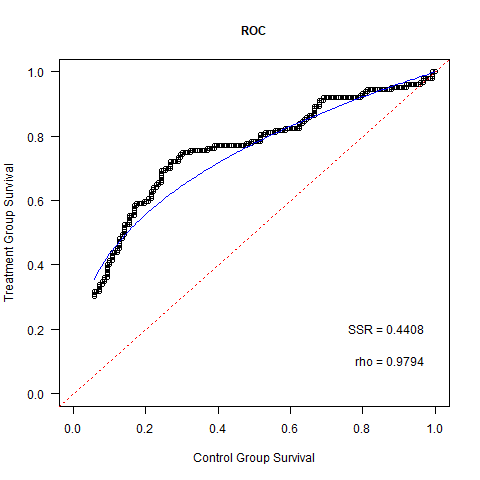 ROC
Treatment Group Survival
1.0
0.8
0.6
0.4
0.2
0.0
SSR = 0.4408
rho = 0.9794
0.0 0.2 0.4 0.6 0.8 1.0
Control Group Survival